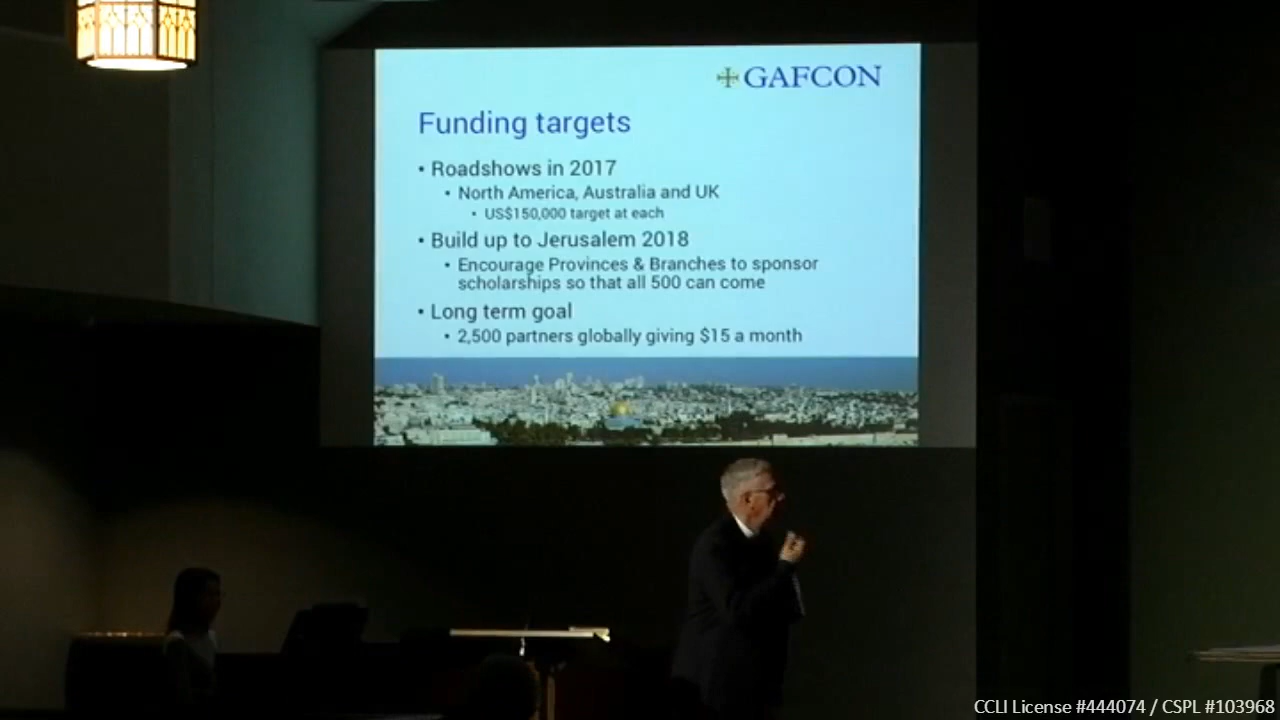 GAFCON
Funding targets
• Roadshows in 2017
• North America, Australia and UK
• US$150,000 target at each
• Build up to Jerusalem 2018
• Encourage Provinces & Branches to sponsor
scholarships so that all 500 can come
• Long term goal
• 2,500 partners globally giving $15 a month
CCLI License #444074 / CSPL #103968